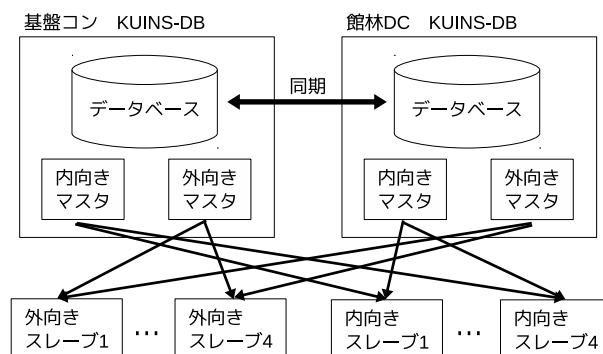 基盤コン KUINS-DB
館林DC KUINS-DB
データベース
同期
データベース
内向き
マスタ
外向き
マスタ
内向き
マスタ
外向き
マスタ
外向き
スレーブ1
…
外向き
スレーブ4
内向き
スレーブ1
…
内向き
スレーブ4